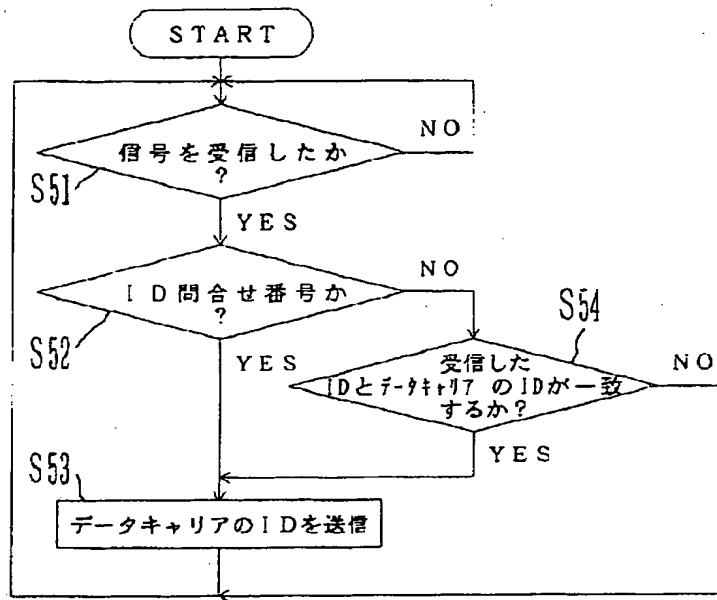 START
信号を受信したか
?
NO
S51
YES
ID問合せ番号か
?
NO
S52
YES
S54
受信した
IDとデータキャリア のIDが一致
するか?
NO
YES
S53
データキャリアのIDを送信